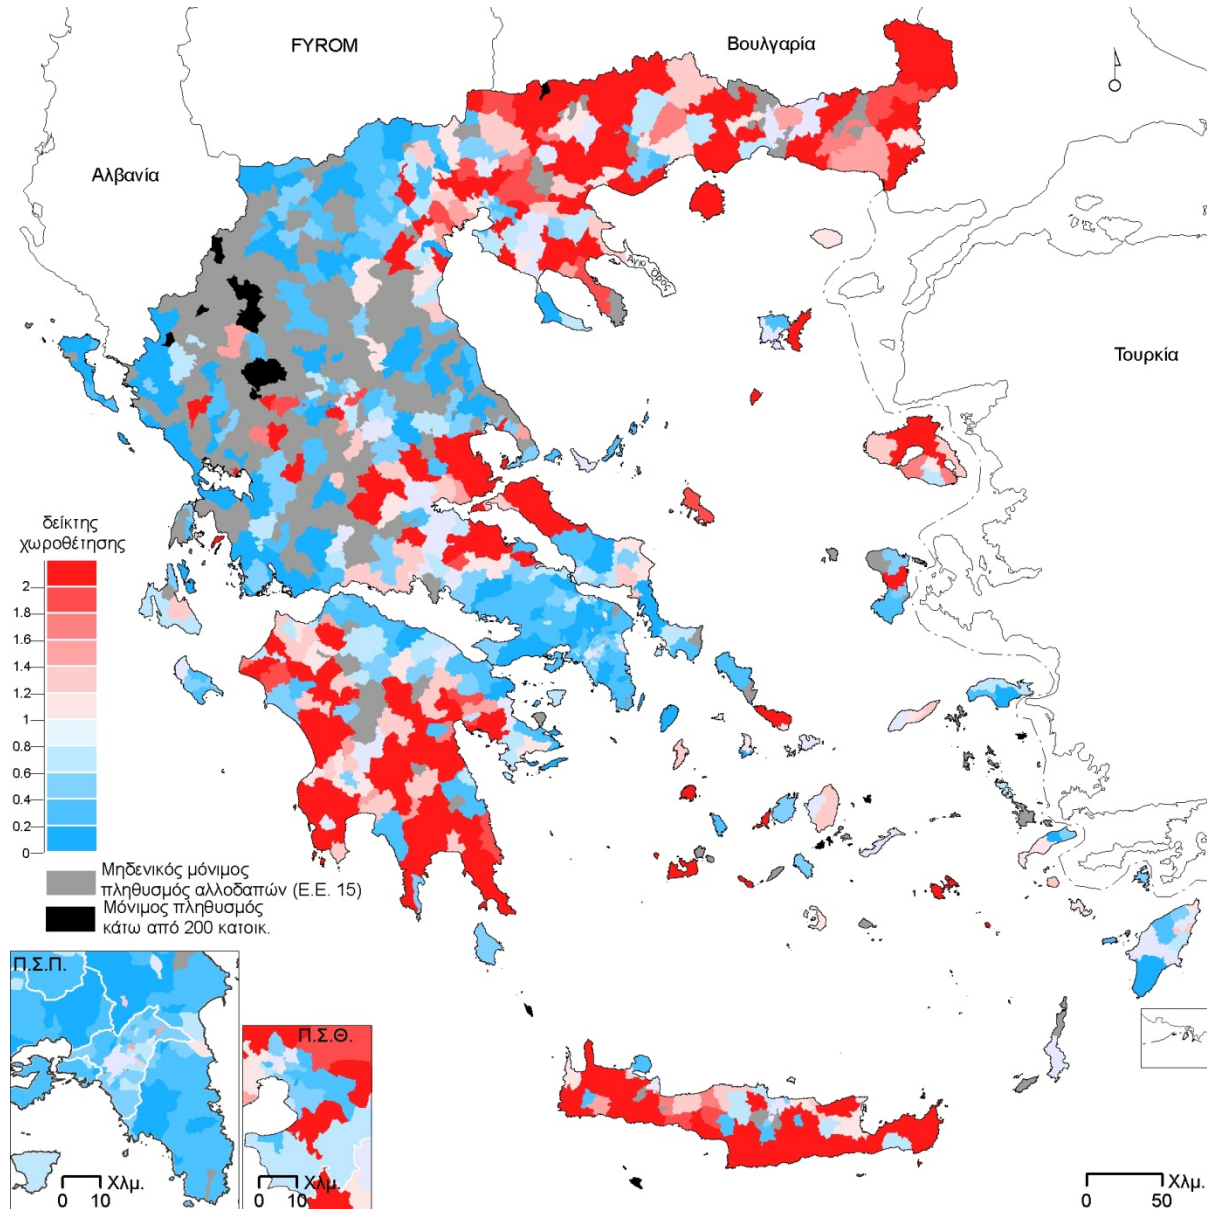 FYROM
Βουλγαρία
Αλβανία
Άγιο Όρος
Τουρκία
δείκτης
χωροθέτησης
2
1.8
1.6
1.4
1.2
1
0.8
0.6
0.4
0.2
0
Μηδενικός μόνιμος
πληθυσμός αλλοδαπών (Ε.Ε. 15)
Μόνιμος πληθυσμός
κάτω από 200 κατοικ.
Π.Σ.Π.
Π.Σ.Θ.
Χλμ.
0 10
Χλμ.
0 10
Χλμ.
0 50